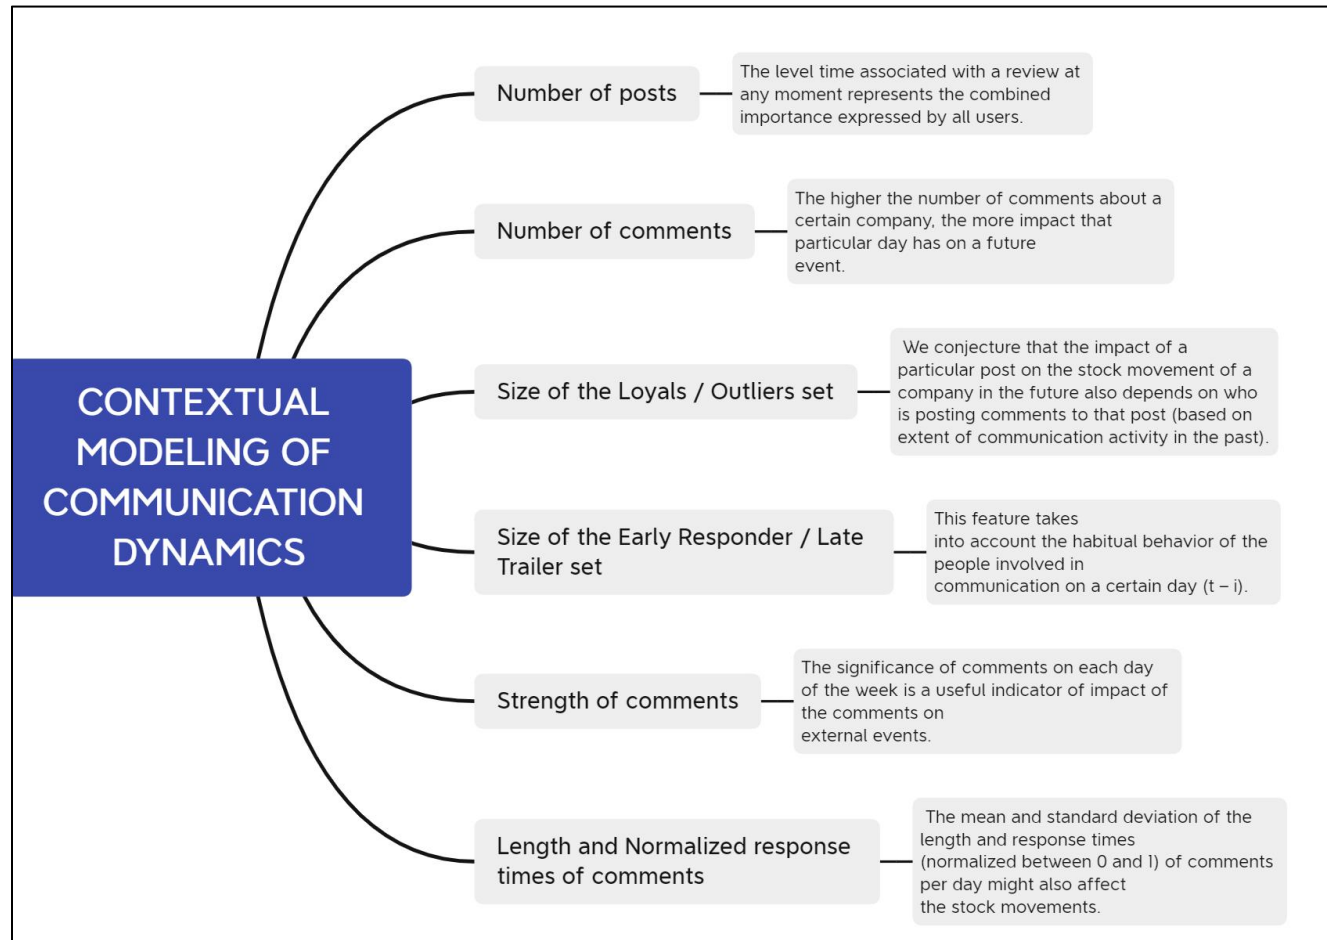 CONTEXTUAL
MODELING OF
COMMUNICATION
DYNAMICS
Number of posts
The level time associated with a review at
any moment represents the combined
importance expressed by all users.
Number of comments
The higher the number of comments about a
certain company, the more impact that
particular day has on a future
event.
Size of the Loyals / Outliers set
We conjecture that the impact of a
particular post on the stock movement of a
company in the future also depends on who
is posting comments to that post (based on
extent of communication activity in the past).
Size of the Early Responder / Late
Trailer set
This feature takes
into account the habitual behavior of the
people involved in
communication on a certain day (t – i).
Strength of comments
The significance of comments on each day
of the week is a useful indicator of impact of
the comments on
external events.
Length and Normalized response
times of comments
The mean and standard deviation of the
length and response times
(normalized between 0 and 1) of comments
per day might also affect
the stock movements.